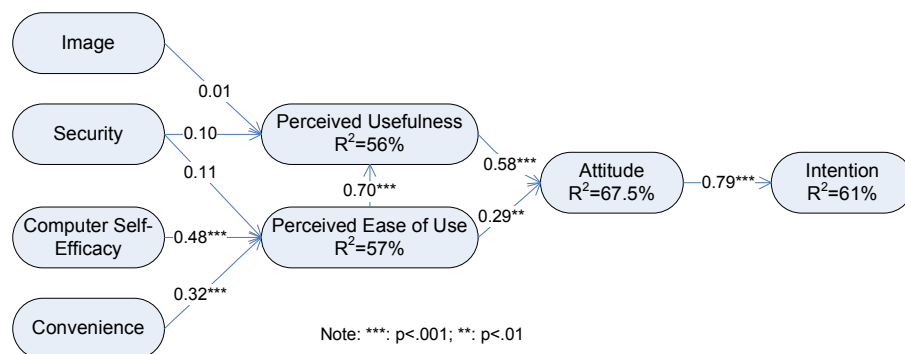 Image
0.01
Security
0.10
Perceived Usefulness
R²=56%
0.11
0.58***
0.70***
Attitude
R²=67.5%
0.79***
Intention
R²=61%
Computer Self-
Efficacy
0.48***
Perceived Ease of Use
R²=57%
0.29**
0.32***
Convenience
Note: ***: p<.001; **: p<.01